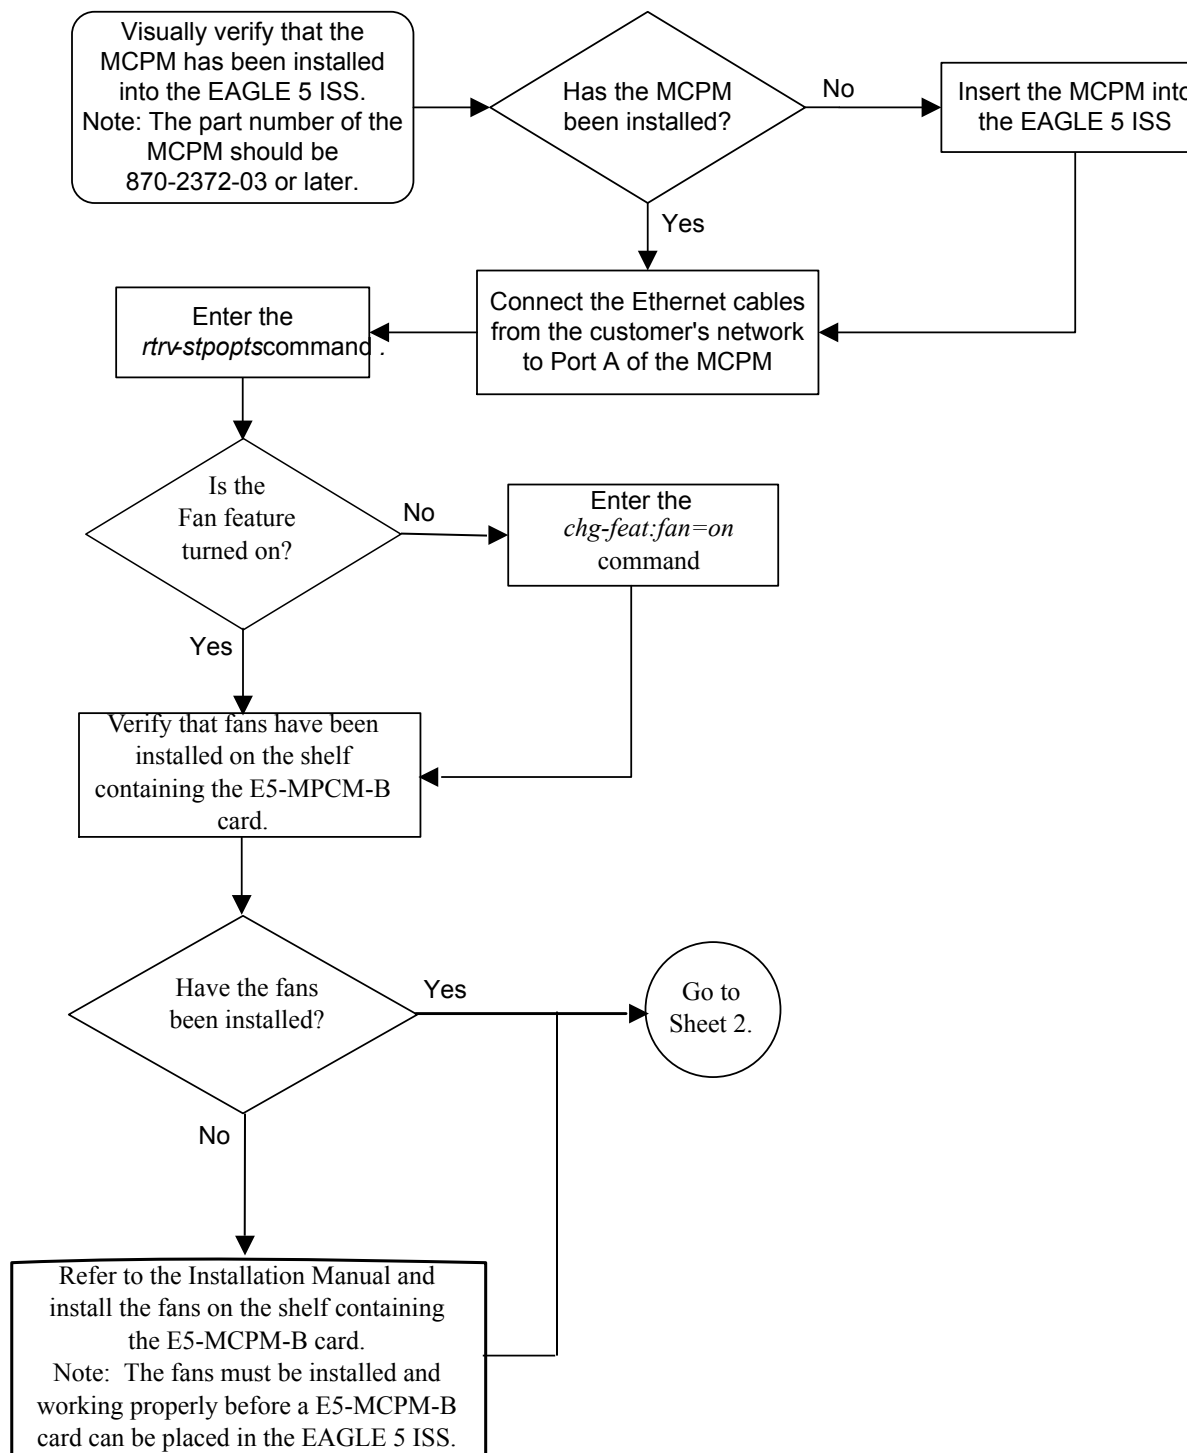 Visually verify that the
MCPM has been installed
into the EAGLE 5 ISS.
Note: The part number of the
MCPM should be
870-2372-03 or later.
Has the MCPM
been installed?
No
Insert the MCPM into
the EAGLE 5 ISS
Yes
Connect the Ethernet cables
from the customer's network
to Port A of the MCPM
Enter the
rtrv-stpoptscommand .
Is the
Fan feature
turned on?
No
Enter the
chg-feat:fan=on
command
Yes
Verify that fans have been
installed on the shelf
containing the E5-MPCM-B
card.
Have the fans
been installed?
Yes
Go to
Sheet 2.
No
Refer to the Installation Manual and
install the fans on the shelf containing
the E5-MCPM-B card.
Note: The fans must be installed and
working properly before a E5-MCPM-B
card can be placed in the EAGLE 5 ISS.